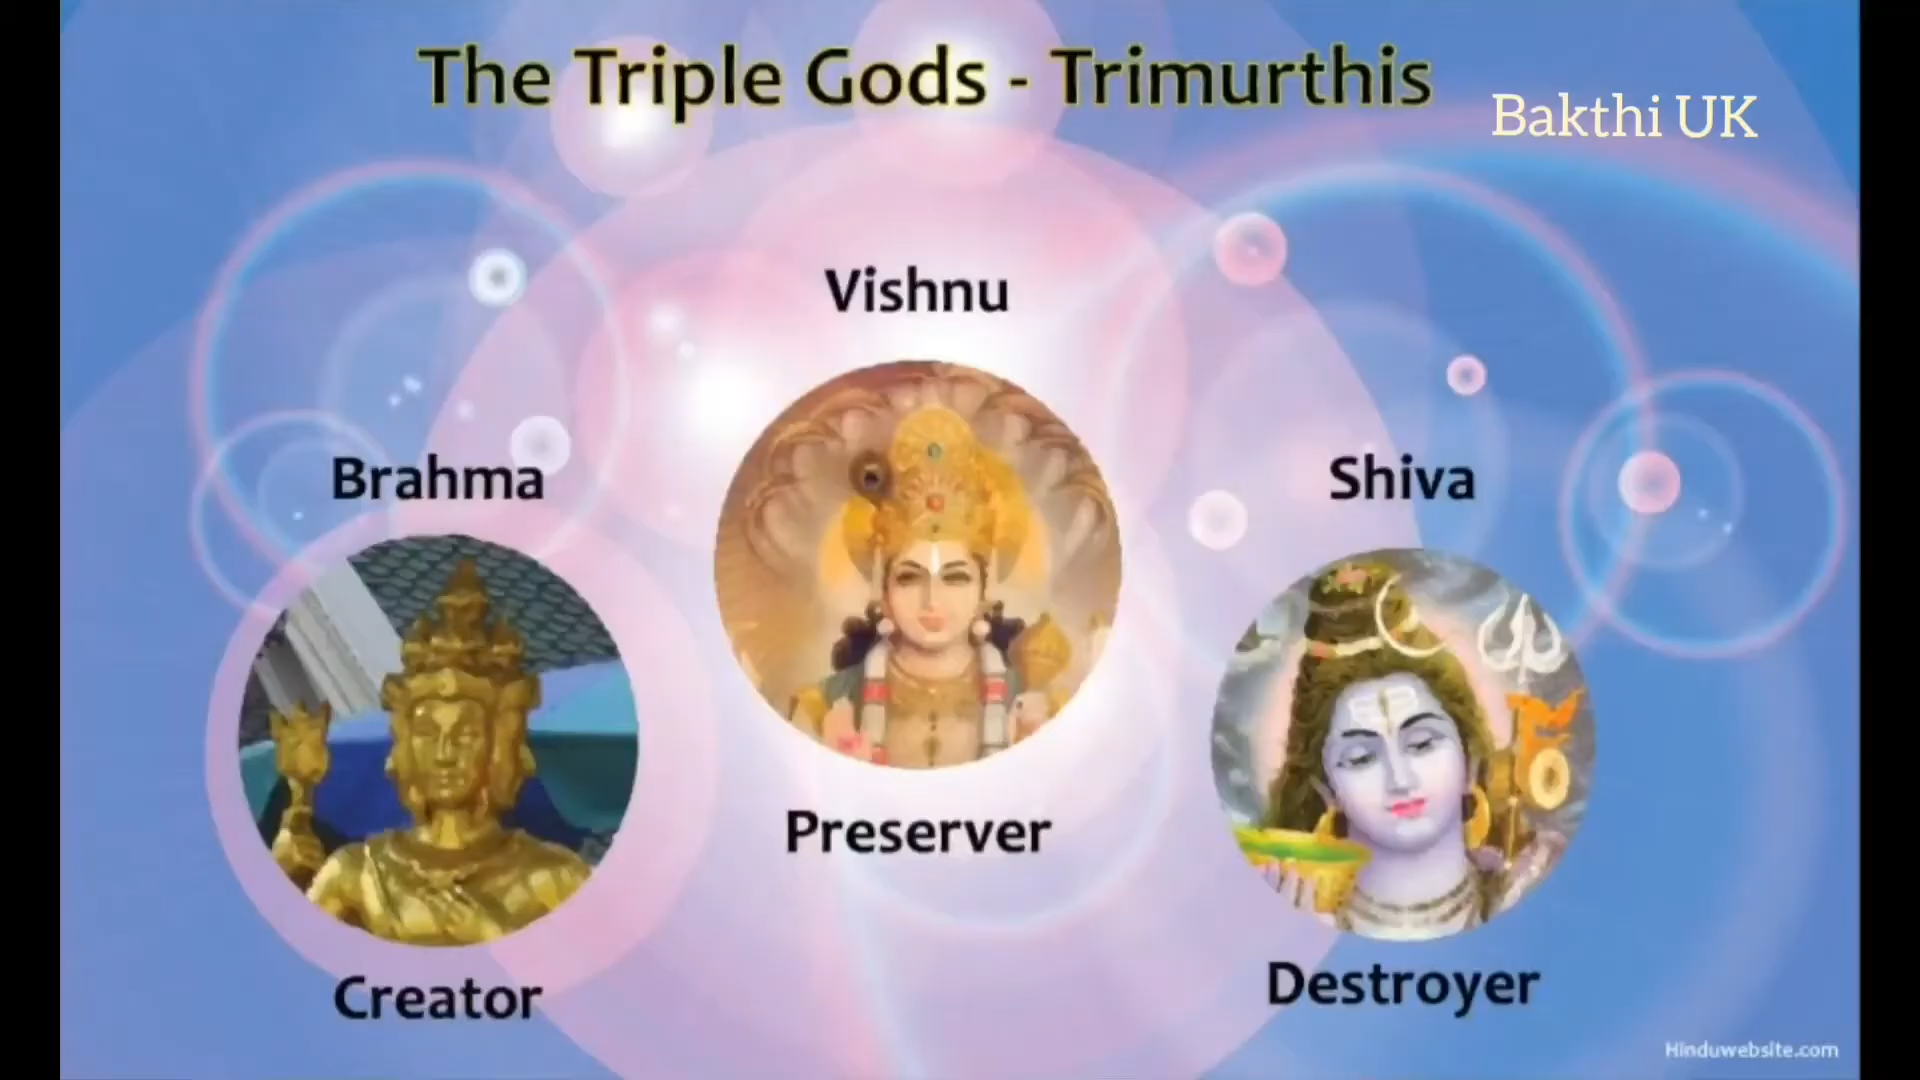 The Triple Gods - Trimurthis
Bakthi UK
Vishnu
Brahma
Shiva
Preserver
Creator
Destroyer
Hinduwebsite.com